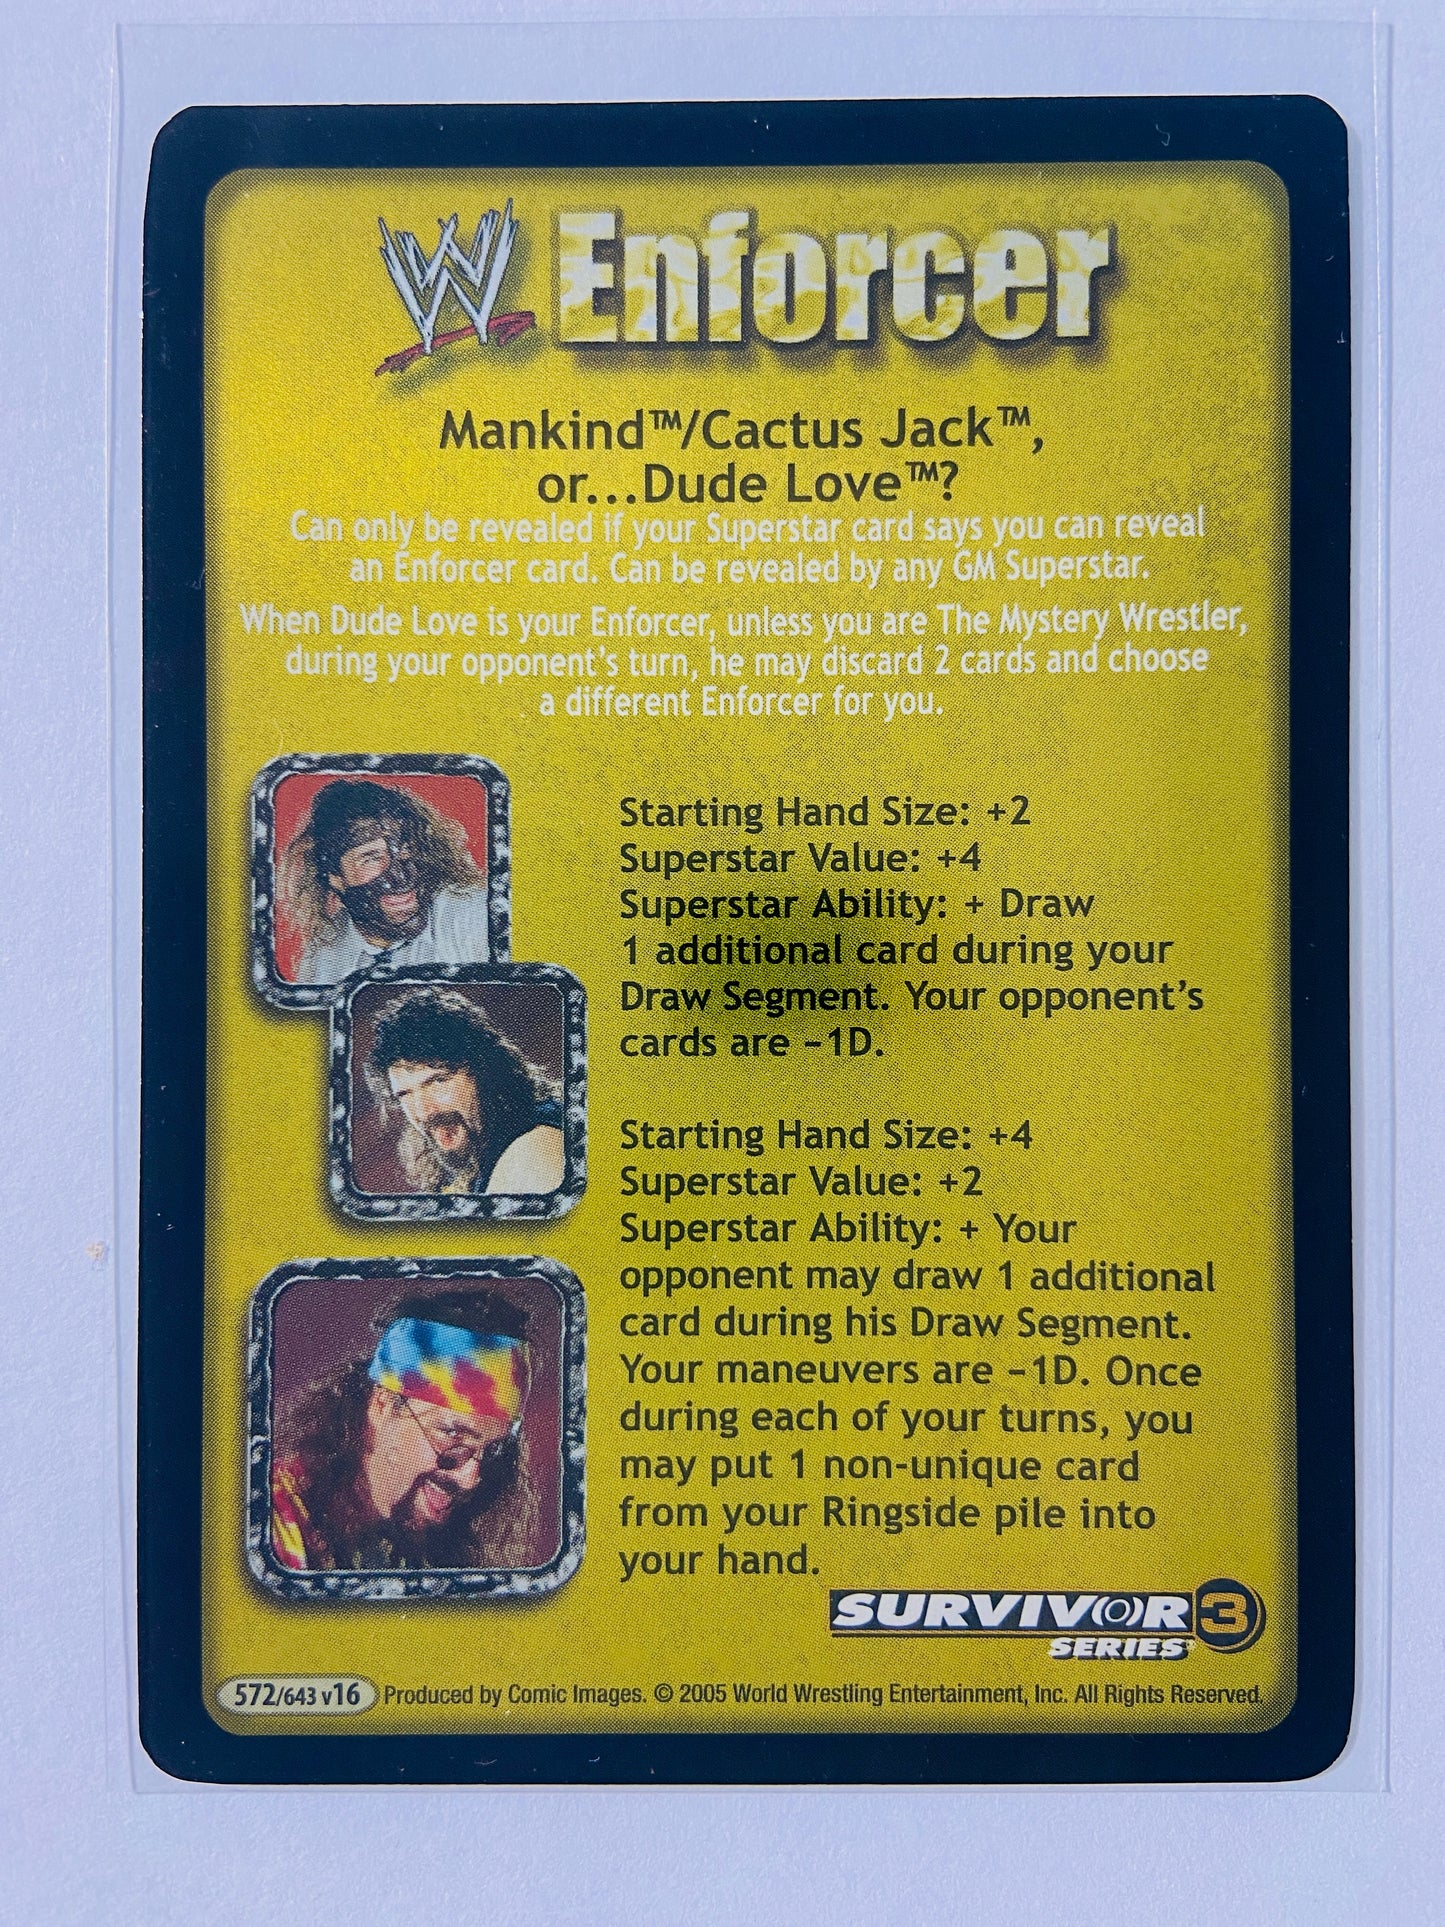 W Enforcer
Mankind™/Cactus Jack™,
or...Dude Love™?
Can only be revealed if your Superstar card says you can reveal
an Enforcer card. Can be revealed by any GM Superstar.
When Dude Love is your Enforcer, unless you are The Mystery Wrestler,
during your opponent's turn, he may discard 2 cards and choose
a different Enforcer for you.
Starting Hand Size: +2
Superstar Value: +4
Superstar Ability: + Draw
1 additional card during your
Draw Segment. Your opponent's
cards are –1D.
Starting Hand Size: +4
Superstar Value: +2
Superstar Ability: + Your
opponent may draw 1 additional
card during his Draw Segment.
Your maneuvers are –1D. Once
during each of your turns, you
may put 1 non-unique card
from your Ringside pile into
your hand.
SURVIVOR 3
SERIES
572/643 v16 Produced by Comic Images. © 2005 World Wrestling Entertainment, Inc. All Rights Reserved.